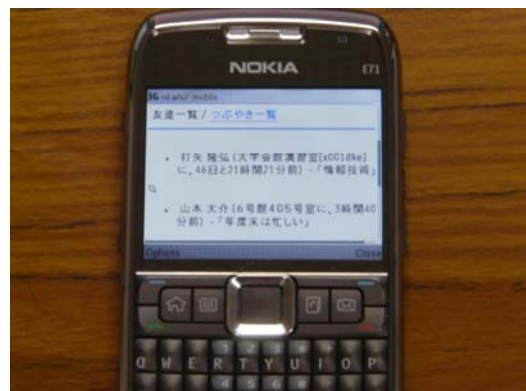 NOKIA
E71
3G
mobile
友達一覧 / つぶやき一覧
・ 打矢 隆弘(大学会館演習室[x001dke]
に、46日と21時間21分前) -「情報技術」
・ 山本 大介(6号館405号室に、3時間40
分前) -「年度末は忙しい」
Options
Close
Q W E R T Y U I O P